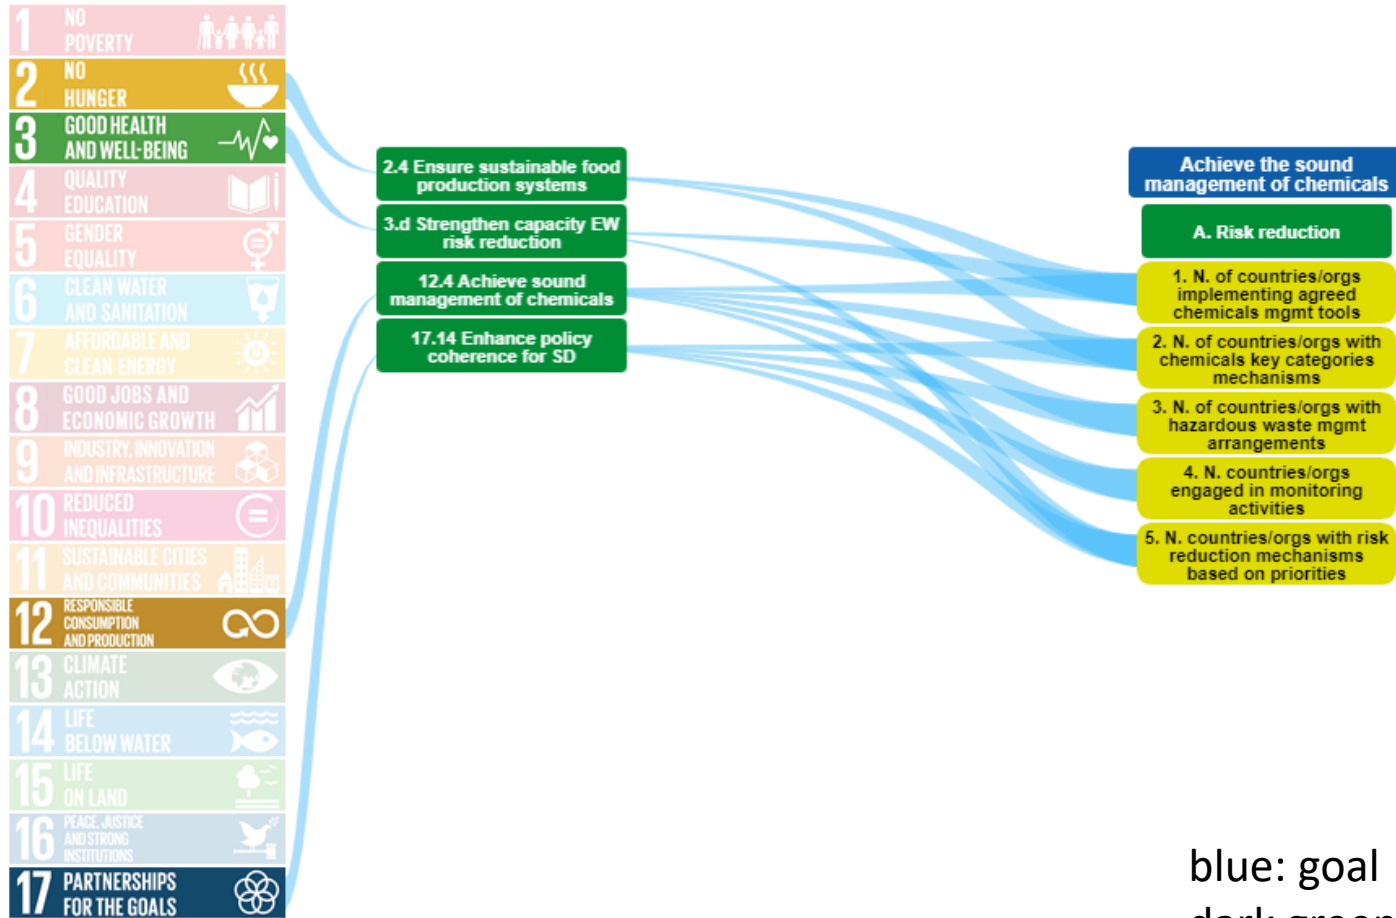 1 NO
POVERTY
2 NO
HUNGER
3 GOOD HEALTH
AND WELL-BEING
4 QUALITY
EDUCATION
5 GENDER
EQUALITY
6 CLEAN WATER
AND SANITATION
7 AFFORDABLE AND
CLEAN ENERGY
8 GOOD JOBS AND
ECONOMIC GROWTH
9 INDUSTRY, INNOVATION
AND INFRASTRUCTURE
10 REDUCED
INEQUALITIES
11 SUSTAINABLE CITIES
AND COMMUNITIES
12 RESPONSIBLE
CONSUMPTION
AND PRODUCTION
13 CLIMATE
ACTION
14 LIFE
BELOW WATER
15 LIFE
ON LAND
16 PEACE, JUSTICE
AND STRONG
INSTITUTIONS
17 PARTNERSHIPS
FOR THE GOALS
2.4 Ensure sustainable food
production systems
3.d Strengthen capacity EW
risk reduction
12.4 Achieve sound
management of chemicals
17.14 Enhance policy
coherence for SD
Achieve the sound
management of chemicals
A. Risk reduction
1. N. of countries/orgs
implementing agreed
chemicals mgmt tools
2. N. of countries/orgs with
chemicals key categories
mechanisms
3. N. of countries/orgs with
hazardous waste mgmt
arrangements
4. N. countries/orgs
engaged in monitoring
activities
5. N. countries/orgs with risk
reduction mechanisms
based on priorities
blue: goal
dark green